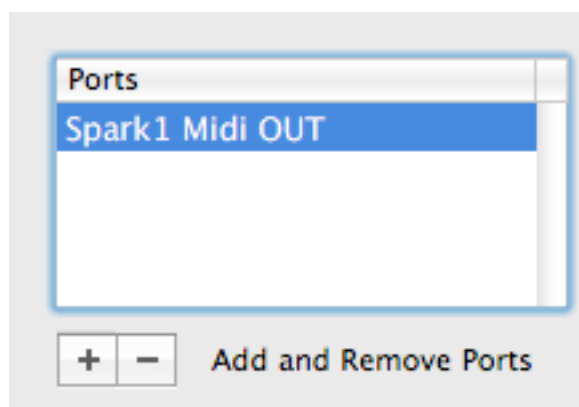 Ports
Spark1 Midi OUT
+ − Add and Remove Ports